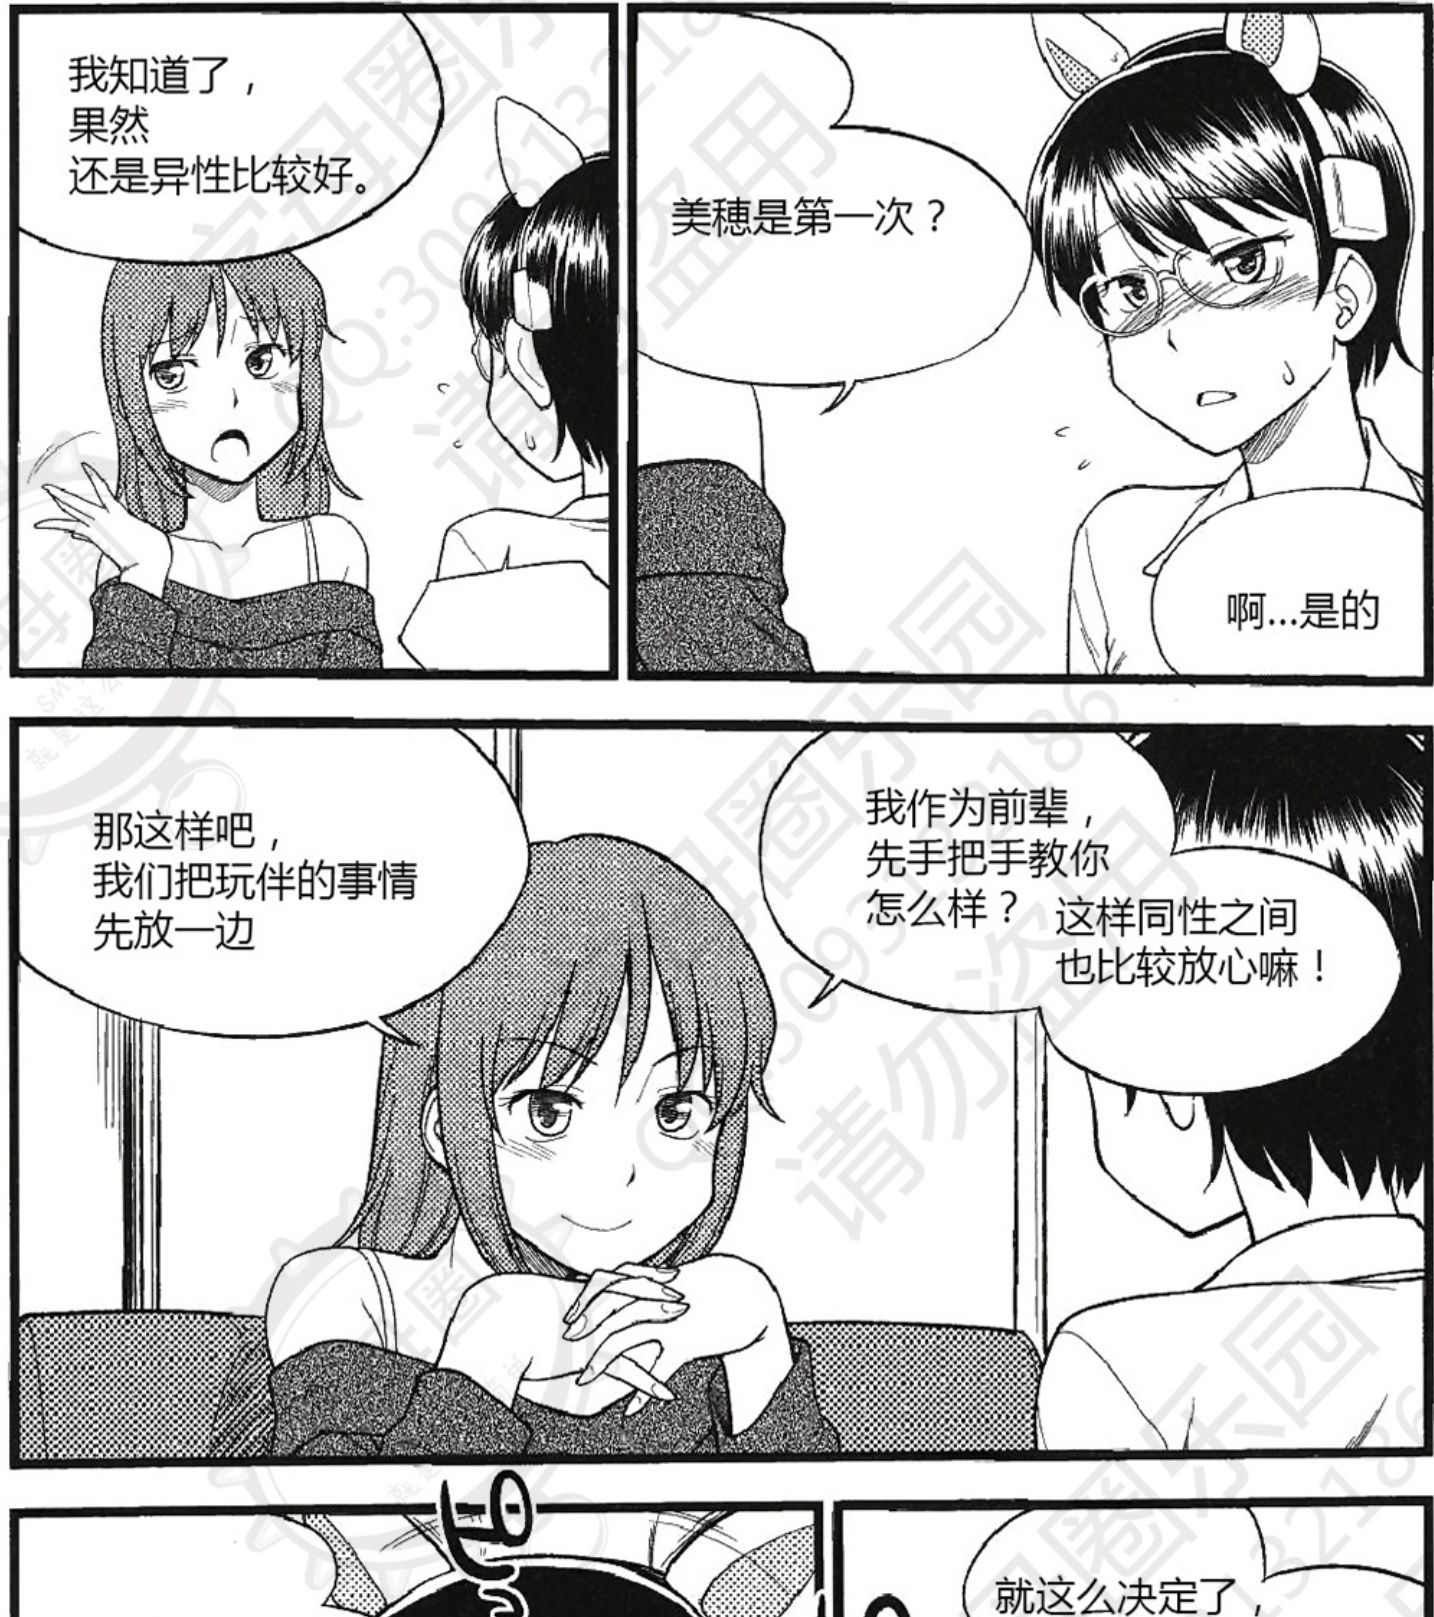 我知道了，
果然
还是异性比较好。
美穂是第一次？
啊...是的
那这样吧，
我们把玩伴的事情
先放一边
我作为前辈，
先手把手教你
怎么样？
这样同性之间
也比较放心嘛！
ピ
就这么决定了，